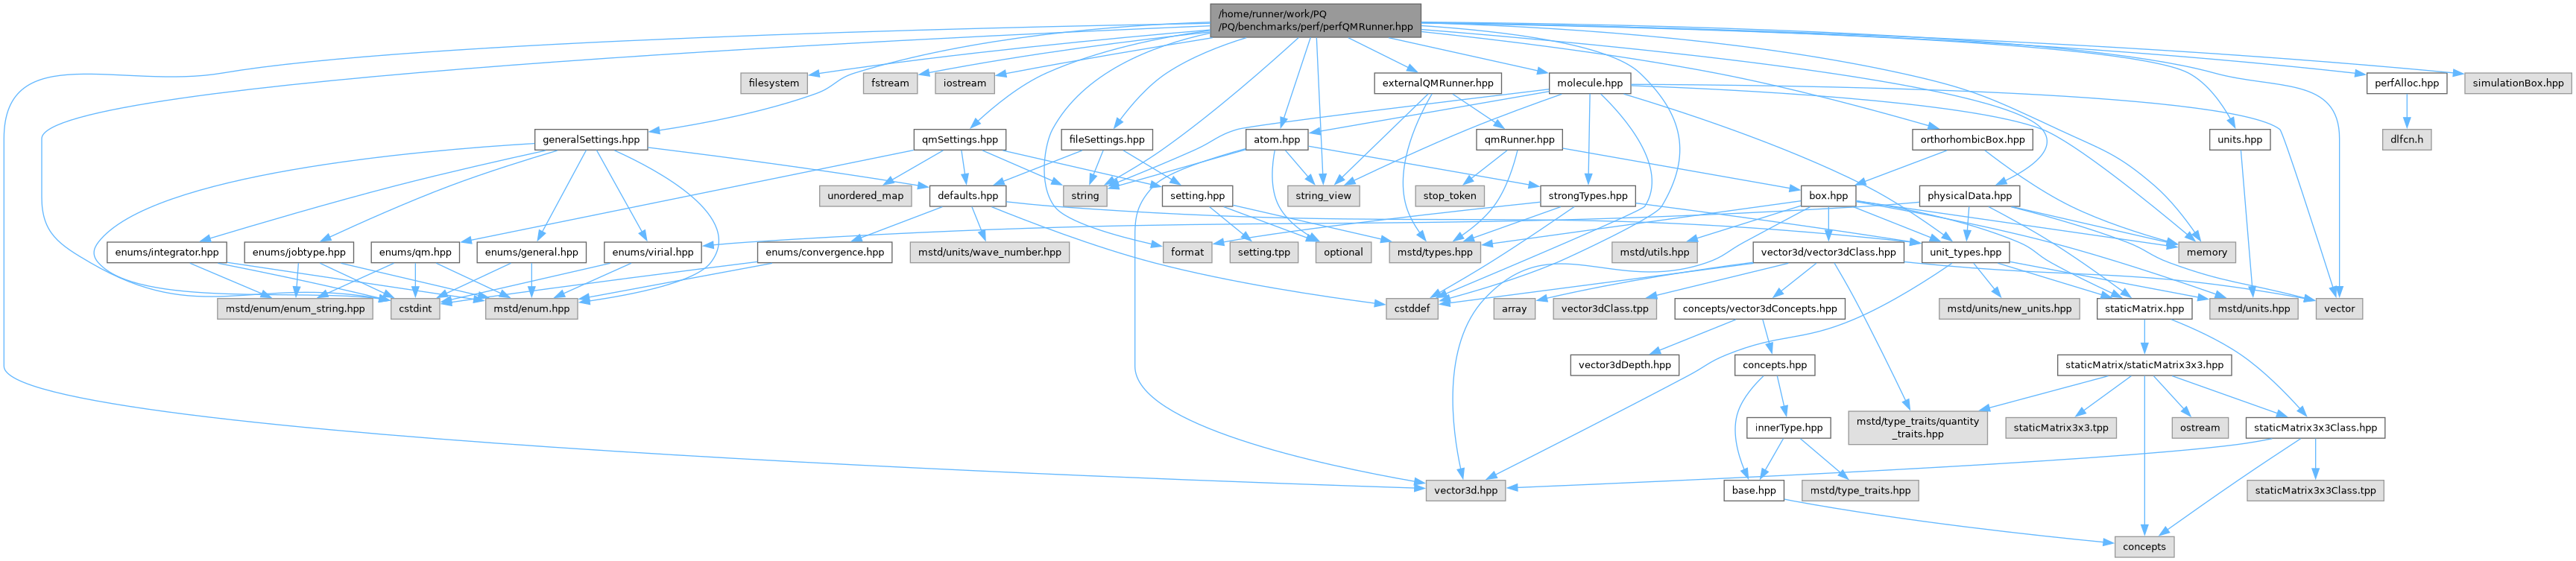 /home/runner/work/PQ
/PQ/benchmarks/perf/perfQMRunner.hpp
filesystem
fstream
iostream
externalQMRunner.hpp
molecule.hpp
perfAlloc.hpp
simulationBox.hpp
generalSettings.hpp
qmSettings.hpp
fileSettings.hpp
atom.hpp
qmRunner.hpp
orthorhombicBox.hpp
units.hpp
dlfcn.h
unordered_map
defaults.hpp
string
setting.hpp
string_view
stop_token
strongTypes.hpp
box.hpp
physicalData.hpp
enums/integrator.hpp
enums/jobtype.hpp
enums/qm.hpp
enums/general.hpp
enums/virial.hpp
enums/convergence.hpp
mstd/units/wave_number.hpp
format
setting.tpp
optional
mstd/types.hpp
mstd/utils.hpp
vector3d/vector3dClass.hpp
unit_types.hpp
memory
mstd/enum/enum_string.hpp
cstdint
mstd/enum.hpp
cstddef
array
vector3dClass.tpp
concepts/vector3dConcepts.hpp
mstd/units/new_units.hpp
staticMatrix.hpp
mstd/units.hpp
vector
vector3dDepth.hpp
concepts.hpp
staticMatrix/staticMatrix3x3.hpp
innerType.hpp
mstd/type_traits/quantity
_traits.hpp
staticMatrix3x3.tpp
ostream
staticMatrix3x3Class.hpp
vector3d.hpp
base.hpp
mstd/type_traits.hpp
staticMatrix3x3Class.tpp
concepts